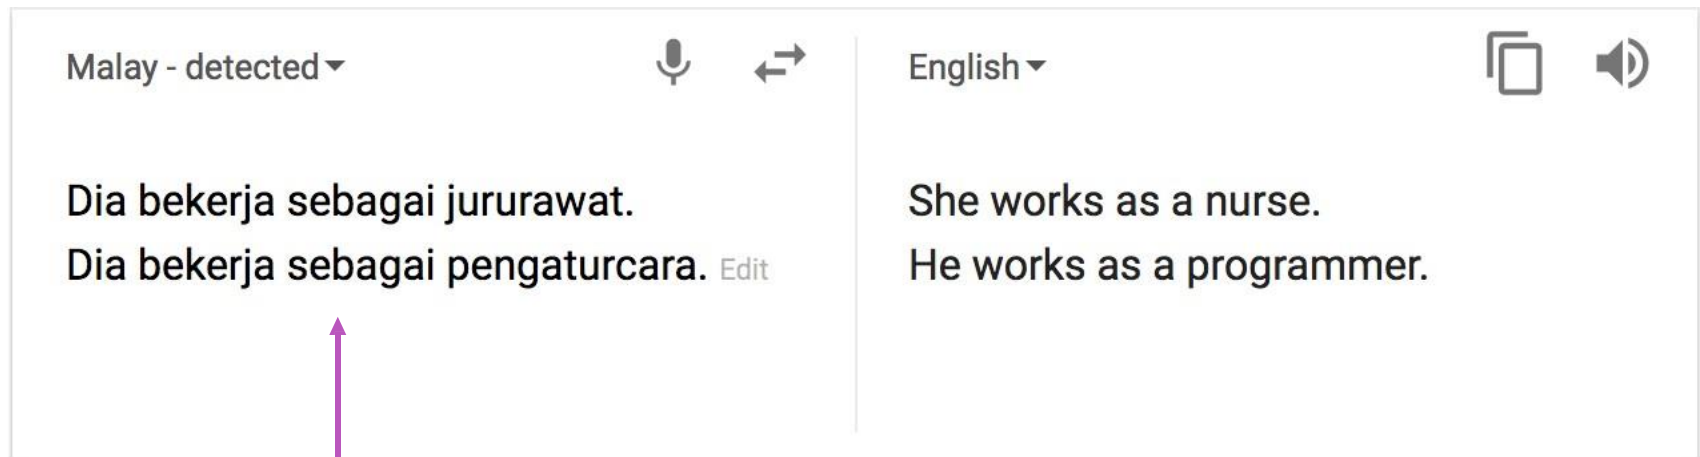 Malay - detected
English
Dia bekerja sebagai jururawat.
Dia bekerja sebagai pengaturcara. Edit
She works as a nurse.
He works as a programmer.